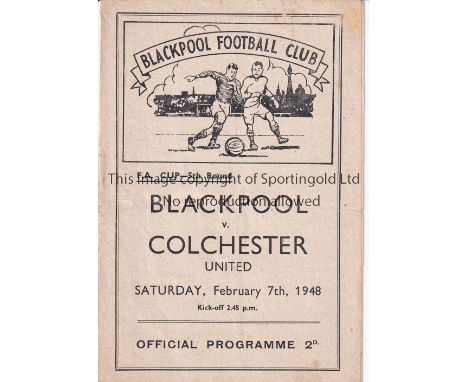 BLACKPOOL FOOTBALL CLUB
F.A. CUP—5th Round
This image copyright of Sportingold Ltd
No reproduction allowed
BLACKPOOL
v.
COLCHESTER
UNITED
SATURDAY, February 7th, 1948
Kick-off 2.45 p.m.
OFFICIAL PROGRAMME 2D.